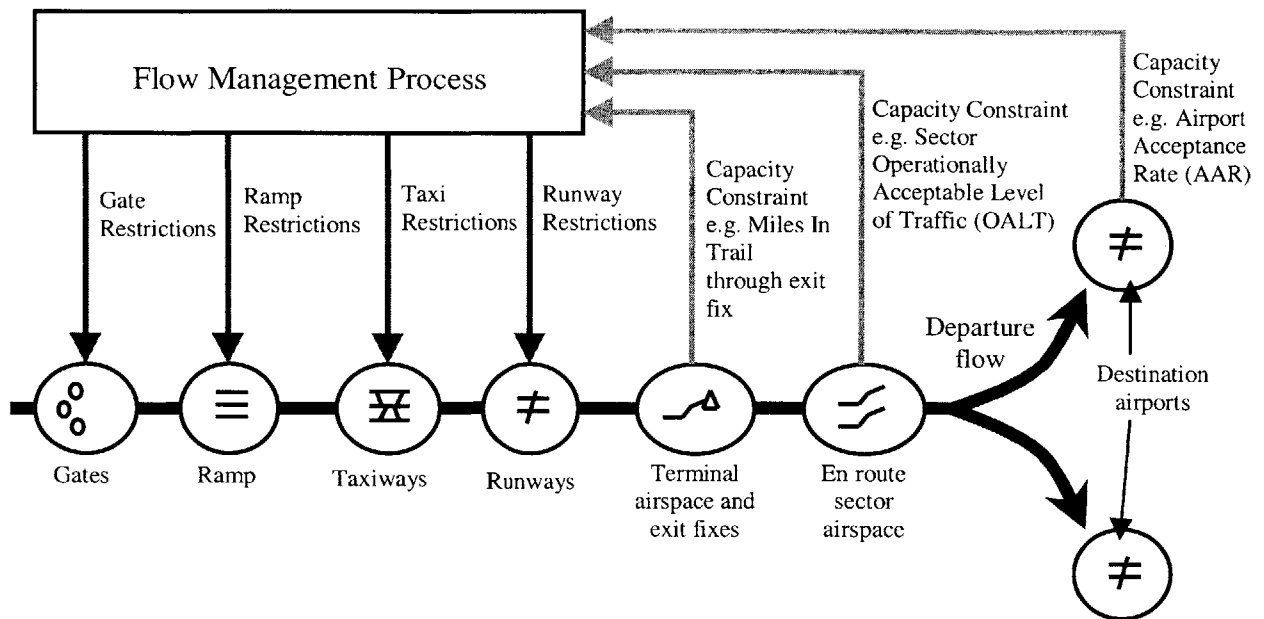 Flow Management Process
Gate
Restrictions
Ramp
Restrictions
Taxi
Restrictions
Runway
Restrictions
Capacity
Constraint
e.g. Miles In
Trail
through exit
fix
Capacity Constraint
e.g. Sector
Operationally
Acceptable Level
of Traffic (OALT)
Capacity
Constraint
e.g. Airport
Acceptance
Rate (AAR)
Departure
flow
Destination
airports
Gates
Ramp
Taxiways
Runways
Terminal
airspace and
exit fixes
En route
sector
airspace